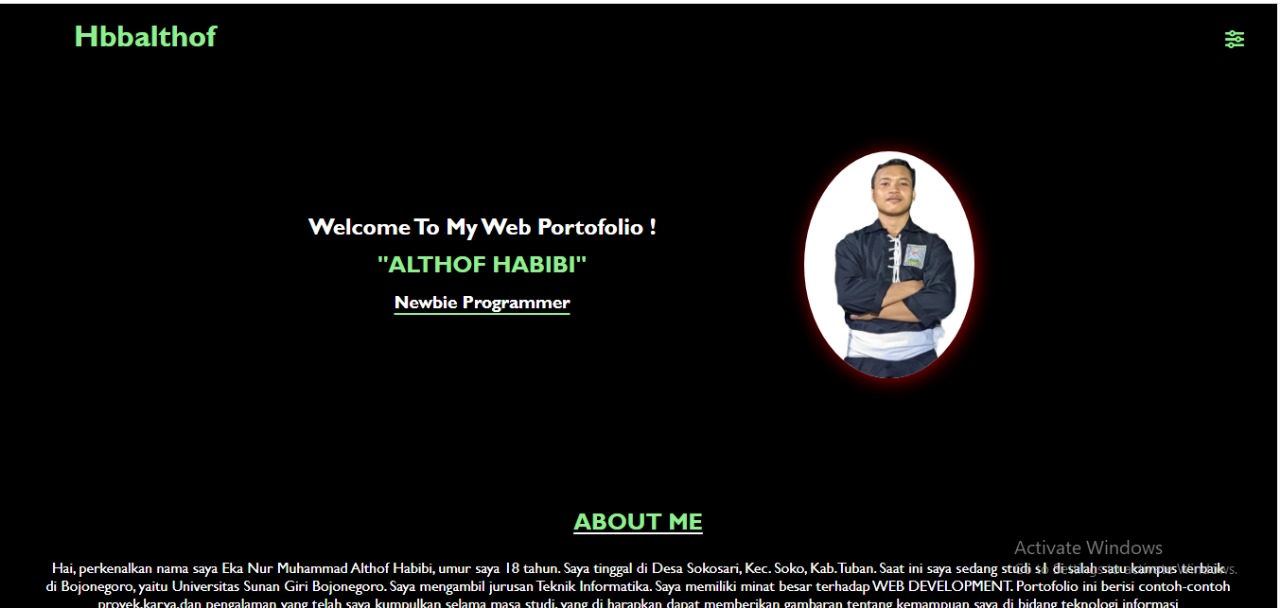 Hbbalthof
Welcome To My Web Portofolio !
"ALTHOF HABIBI"
Newbie Programmer
ABOUT ME
Activate Windows
Go to Settings to activate Windows.
Hai, perkenalkan nama saya Eka Nur Muhammad Althof Habibi, umur saya 18 tahun. Saya tinggal di Desa Sokosari, Kec. Soko, Kab.Tuban. Saat ini saya sedang studi s1 di salah satu kampus terbaik
di Bojonegoro, yaitu Universitas Sunan Giri Bojonegoro. Saya mengambil jurusan Teknik Informatika. Saya memiliki minat besar terhadap WEB DEVELOPMENT. Portofolio ini berisi contoh-contoh
proyek,karya,dan pengalaman yang telah saya kumpulkan selama masa studi, yang di harapkan dapat memberikan gambaran tentang kemampuan saya di bidang teknologi informasi